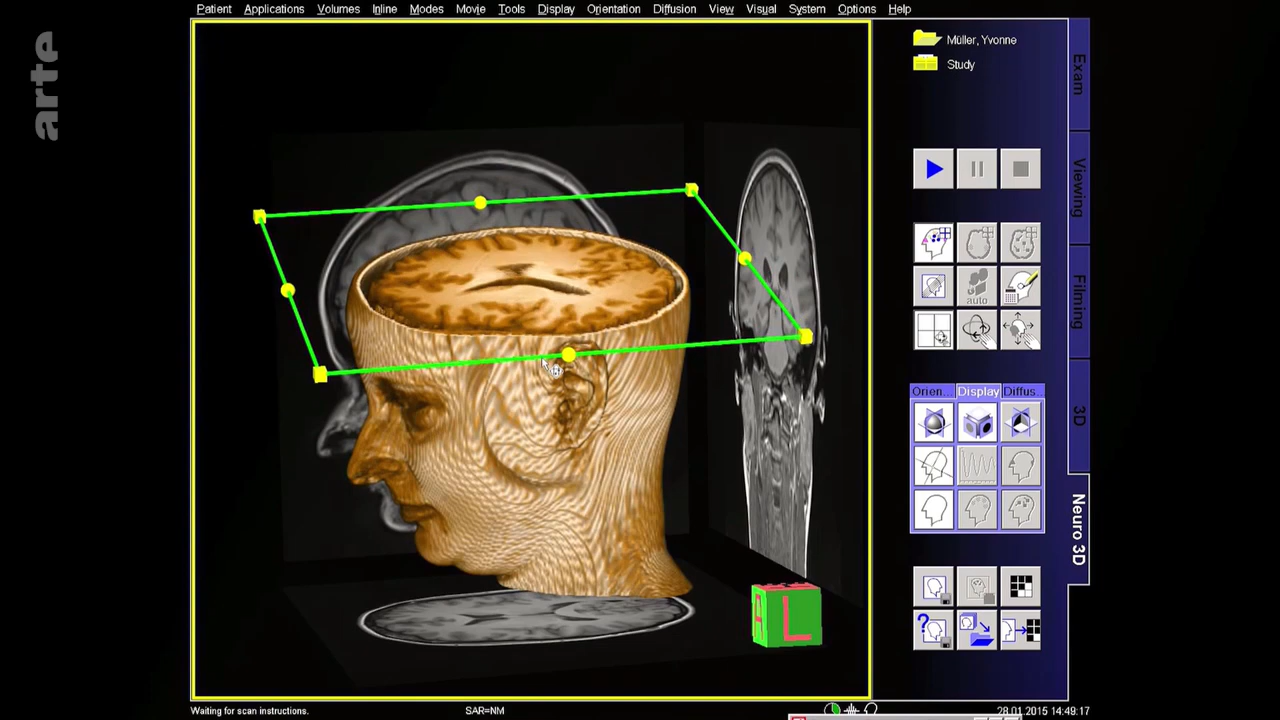 Patient Applications Volumes Inline Modes Movie Tools Display Orientation Diffusion View Visual System Options Help
arte
Müller, Yvonne
Study
Exam
Viewing
Filming
3D
Neuro 3D
auto
Orien... Display Diffus...
A L
Waiting for scan instructions. SAR=NM 28.01.2015 14:49:17